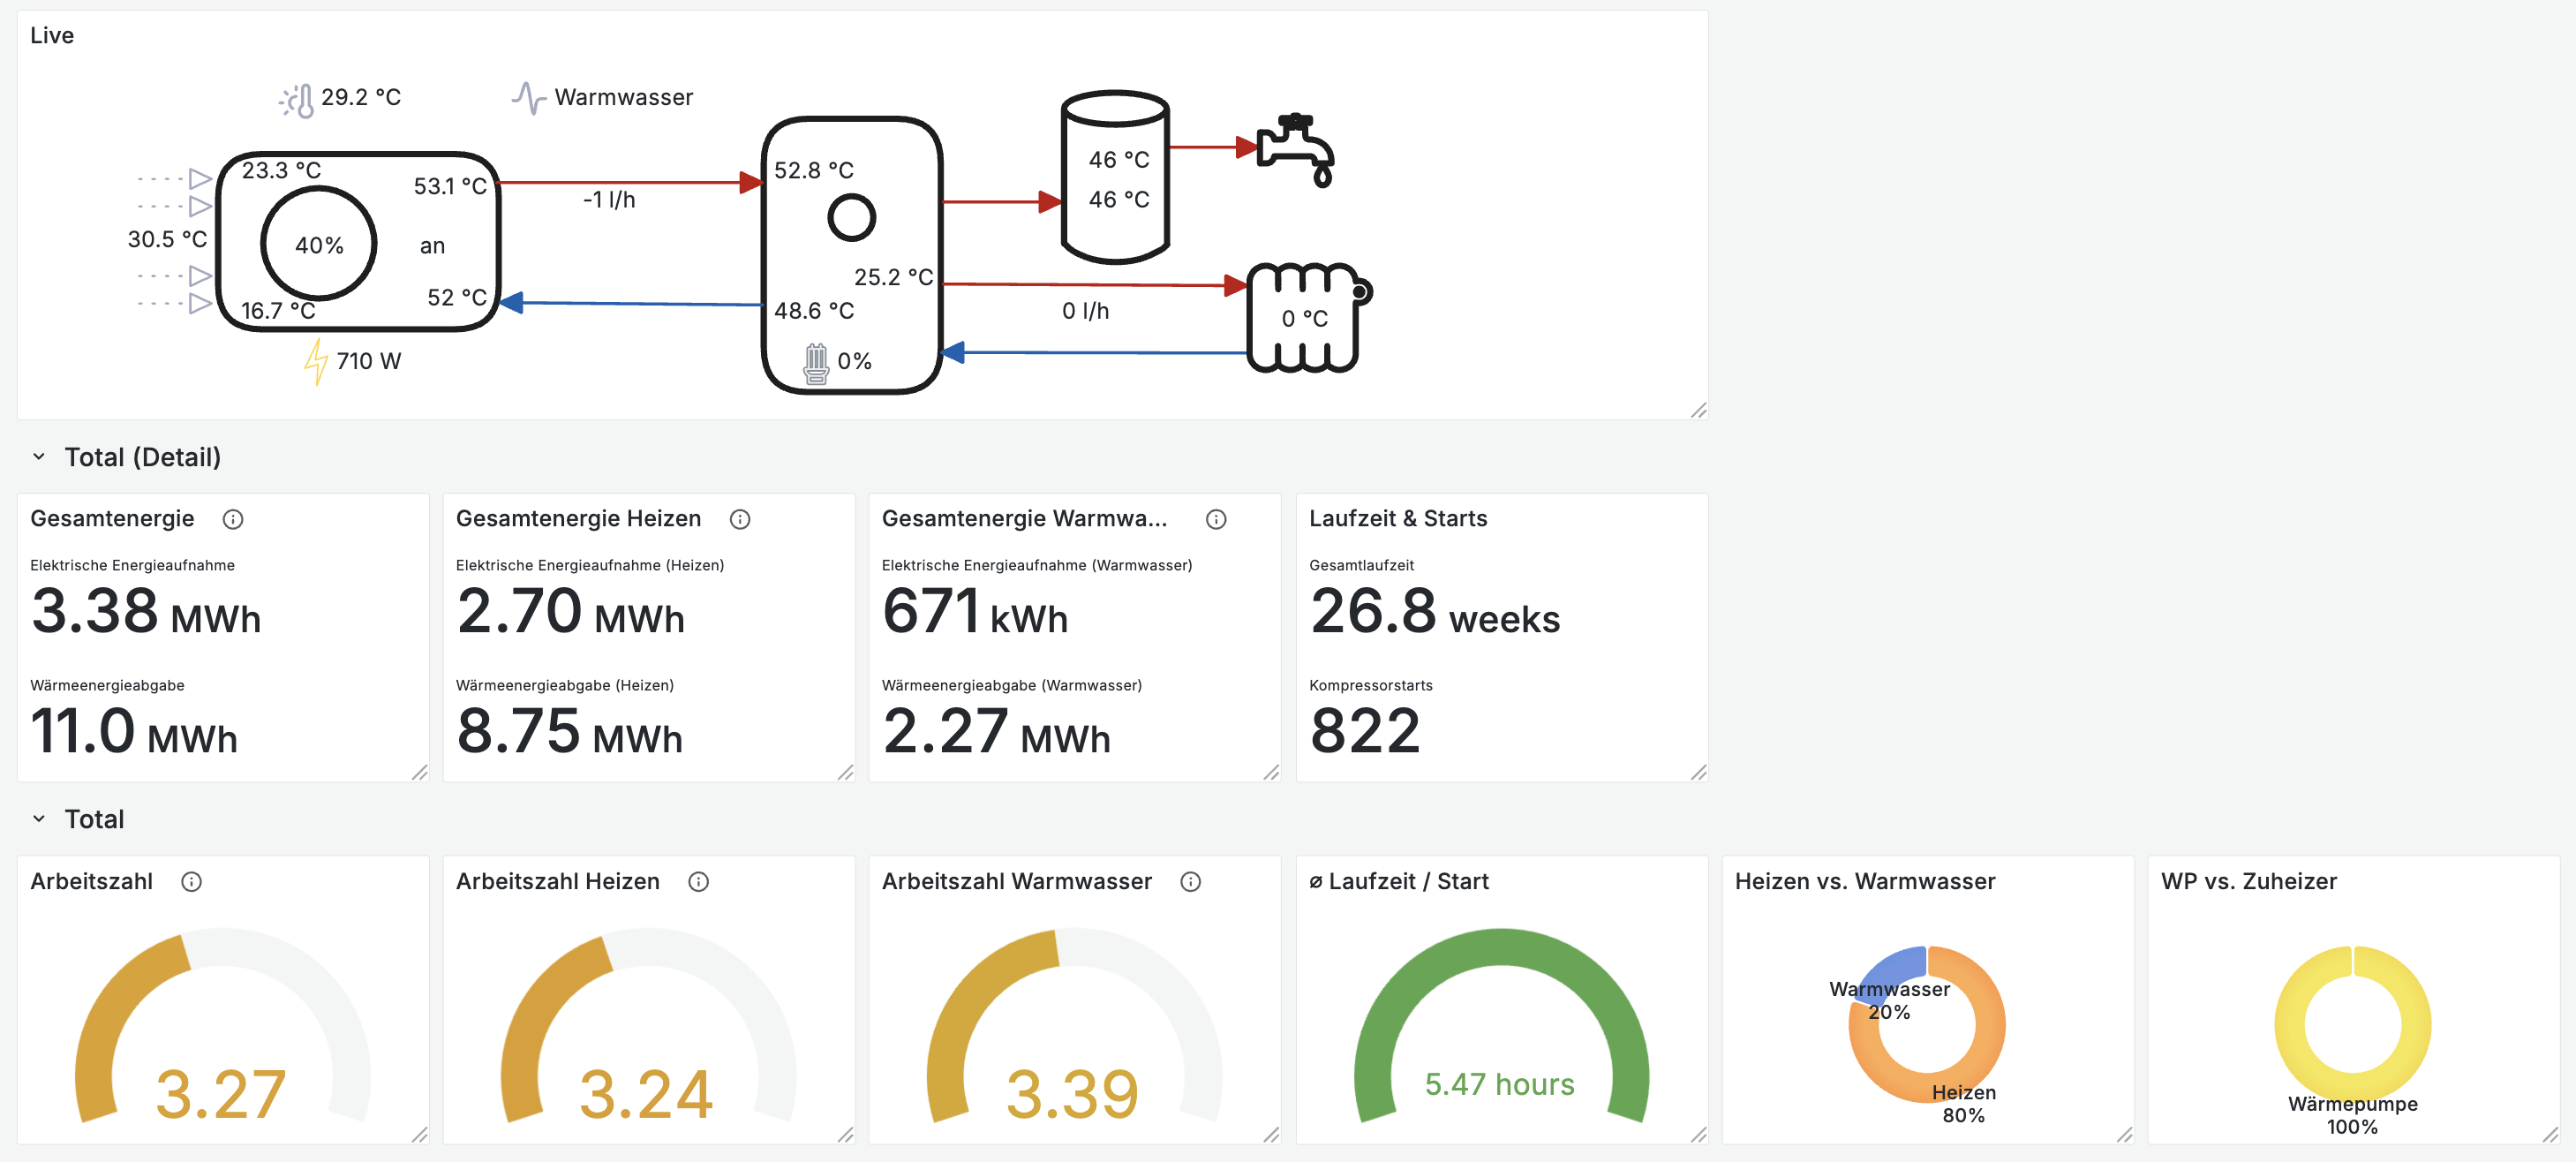 Live
29.2 °C
Warmwasser
23.3 °C
53.1 °C
-1 l/h
52.8 °C
46 °C
46 °C
30.5 °C
40%
an
25.2 °C
16.7 °C
52 °C
48.6 °C
0 l/h
0 °C
710 W
0%
Total (Detail)
Gesamtenergie
Elektrische Energieaufnahme
3.38 MWh
Wärmeenergieabgabe
11.0 MWh
Gesamtenergie Heizen
Elektrische Energieaufnahme (Heizen)
2.70 MWh
Wärmeenergieabgabe (Heizen)
8.75 MWh
Gesamtenergie Warmwa...
Elektrische Energieaufnahme (Warmwasser)
671 kWh
Wärmeenergieabgabe (Warmwasser)
2.27 MWh
Laufzeit & Starts
Gesamtlaufzeit
26.8 weeks
Kompressorstarts
822
Total
Arbeitszahl
3.27
Arbeitszahl Heizen
3.24
Arbeitszahl Warmwasser
3.39
⌀ Laufzeit / Start
5.47 hours
Heizen vs. Warmwasser
Warmwasser
20%
Heizen
80%
WP vs. Zuheizer
Wärmepumpe
100%